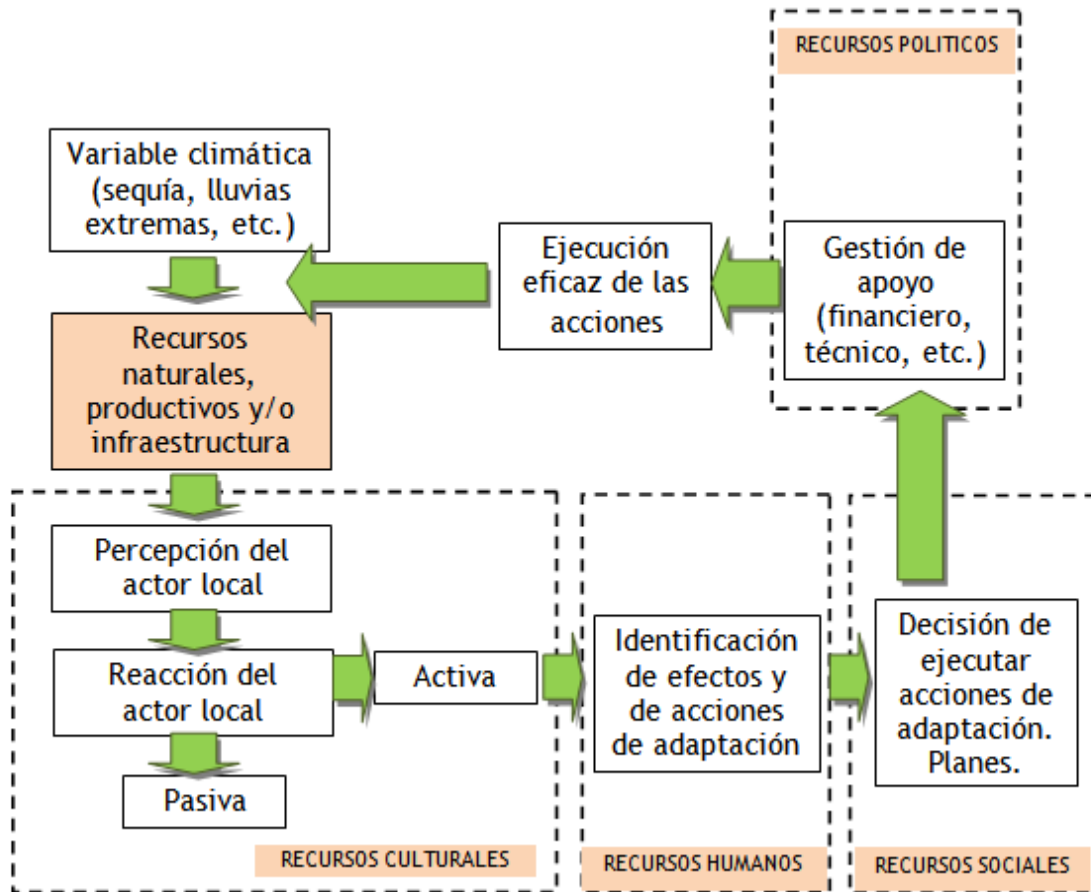 RECURSOS POLITICOS
Variable climática
(sequía, lluvias
extremas, etc.)
Ejecución
eficaz de las
acciones
Gestión de
apoyo
(financiero,
técnico, etc.)
Recursos
naturales,
productivos y/o
infraestructura
Percepción del
actor local
Reacción del
actor local
Activa
Pasiva
Identificación
de efectos y
de acciones
de adaptación
Decisión de
ejecutar
acciones de
adaptación.
Planes.
RECURSOS CULTURALES
RECURSOS HUMANOS
RECURSOS SOCIALES